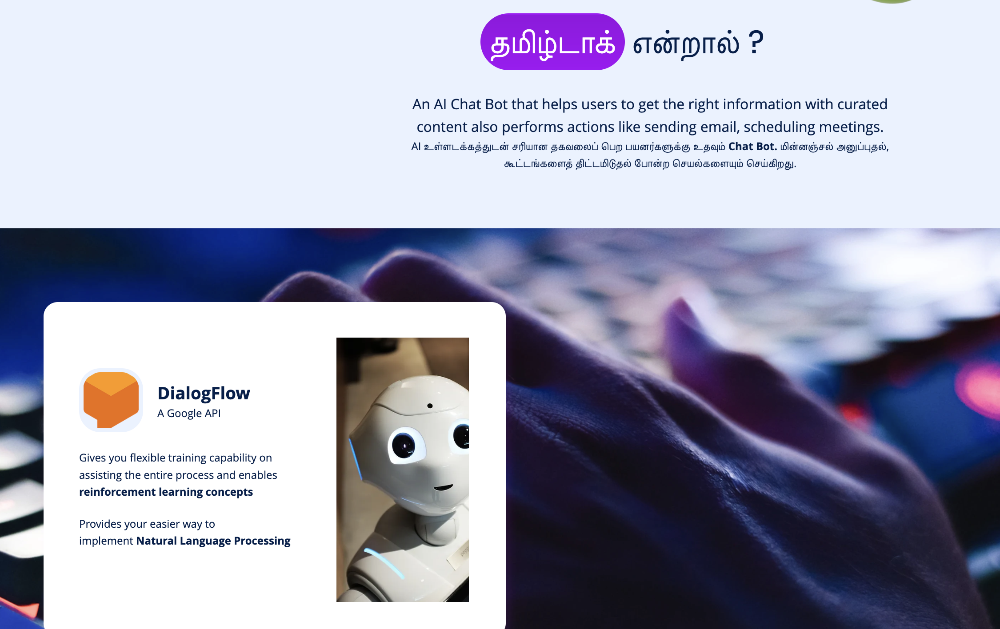 தமிழ்டாக் என்றால் ?
An AI Chat Bot that helps users to get the right information with curated
content also performs actions like sending email, scheduling meetings.
AI உள்ளடக்கத்துடன் சரியான தகவலைப் பெற பயனர்களுக்கு உதவும் Chat Bot. மின்னஞ்சல் அனுப்புதல்,
கூட்டங்களைத் திட்டமிடுதல் போன்ற செயல்களையும் செய்கிறது.
DialogFlow
A Google API
Gives you flexible training capability on
assisting the entire process and enables
reinforcement learning concepts
Provides your easier way to
implement Natural Language Processing